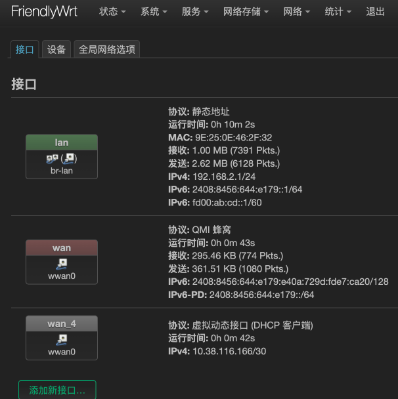 FriendlyWrt 状态 系统 服务 网络存储 网络 统计 退出
接口 设备 全局网络选项
接口
lan
br-lan
协议: 静态地址
运行时间: 0h 10m 2s
MAC: 9E:25:0E:46:2F:32
接收: 1.00 MB (7391 Pkts.)
发送: 2.62 MB (6128 Pkts.)
IPv4: 192.168.2.1/24
IPv6: 2408:8456:644:e179::1/64
IPv6: fd00:ab:cd::1/60
wan
wwan0
协议: QMI 蜂窝
运行时间: 0h 0m 43s
接收: 295.46 KB (774 Pkts.)
发送: 361.51 KB (1080 Pkts.)
IPv6: 2408:8456:644:e179:e40a:729d:fde7:ca20/128
IPv6-PD: 2408:8456:644:e179::/64
wan_4
wwan0
协议: 虚拟动态接口 (DHCP 客户端)
运行时间: 0h 0m 42s
IPv4: 10.38.116.166/30
添加新接口...